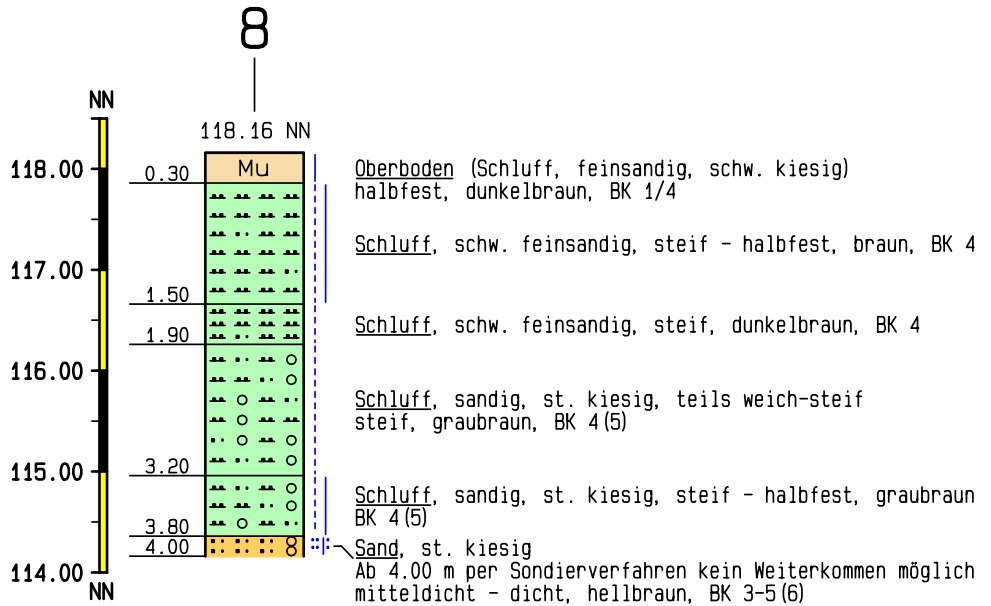 8
NN
118.16 NN
Mu
118.00
0.30
Oberboden (Schluff, feinsandig, schw. kiesig)
halbfest, dunkelbraun, BK 1/4
Schluff, schw. feinsandig, steif - halbfest, braun, BK 4
117.00
1.50
Schluff, schw. feinsandig, steif, dunkelbraun, BK 4
1.90
116.00
Schluff, sandig, st. kiesig, teils weich-steif
steif, graubraun, BK 4(5)
115.00
3.20
Schluff, sandig, st. kiesig, steif - halbfest, graubraun
BK 4(5)
3.80
4.00
Sand, st. kiesig
Ab 4.00 m per Sondierverfahren kein Weiterkommen möglich
mitteldicht - dicht, hellbraun, BK 3-5(6)
114.00
NN